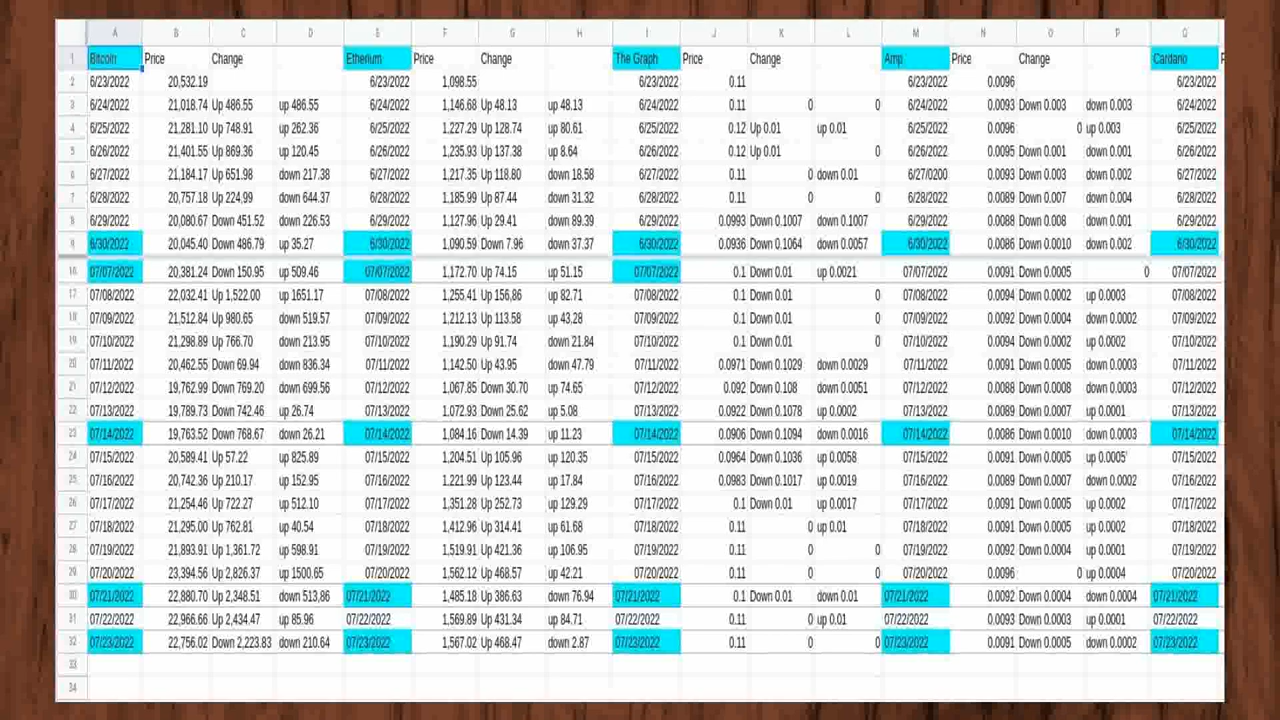 A B C D E F G H I J K L M N O P Q
1 Bitcoin Price Change Etherium Price Change The Graph Price Change Amp Price Change Cardano P
2 6/23/2022 20,532.19 6/23/2022 1,098.55 6/23/2022 0.11 6/23/2022 0.0096 6/23/2022
3 6/24/2022 21,018.74 Up 486.55 up 486.55 6/24/2022 1,146.68 Up 48.13 up 48.13 6/24/2022 0.11 0 0 6/24/2022 0.0093 Down 0.003 down 0.003 6/24/2022
4 6/25/2022 21,281.10 Up 748.91 up 262.36 6/25/2022 1,227.29 Up 128.74 up 80.61 6/25/2022 0.12 Up 0.01 up 0.01 6/25/2022 0.0096 0 up 0.003 6/25/2022
5 6/26/2022 21,401.55 Up 869.36 up 120.45 6/26/2022 1,235.93 Up 137.38 up 8.64 6/26/2022 0.12 Up 0.01 0 6/26/2022 0.0095 Down 0.001 down 0.001 6/26/2022
6 6/27/2022 21,184.17 Up 651.98 down 217.38 6/27/2022 1,217.35 Up 118.80 down 18.58 6/27/2022 0.11 0 down 0.01 6/27/0200 0.0093 Down 0.003 down 0.002 6/27/2022
7 6/28/2022 20,757.18 Up 224,99 down 644.37 6/28/2022 1,185.99 Up 87.44 down 31.32 6/28/2022 0.11 0 0 6/28/2022 0.0089 Down 0.007 down 0.004 6/28/2022
8 6/29/2022 20,080.67 Down 451.52 down 226.53 6/29/2022 1,127.96 Up 29.41 down 89.39 6/29/2022 0.0993 Down 0.1007 down 0.1007 6/29/2022 0.0088 Down 0.008 down 0.001 6/29/2022
9 6/30/2022 20,045.40 Down 486.79 up 35.27 6/30/2022 1,090.59 Down 7.96 down 37.37 6/30/2022 0.0936 Down 0.1064 down 0.0057 6/30/2022 0.0086 Down 0.0010 down 0.002 6/30/2022
16 07/07/2022 20,381.24 Down 150.95 up 509.46 07/07/2022 1,172.70 Up 74.15 up 51.15 07/07/2022 0.1 Down 0.01 up 0.0021 07/07/2022 0.0091 Down 0.0005 0 07/07/2022
17 07/08/2022 22,032.41 Up 1,522.00 up 1651.17 07/08/2022 1,255.41 Up 156,86 up 82.71 07/08/2022 0.1 Down 0.01 0 07/08/2022 0.0094 Down 0.0002 up 0.0003 07/08/2022
18 07/09/2022 21,512.84 Up 980.65 down 519.57 07/09/2022 1,212.13 Up 113.58 up 43,28 07/09/2022 0.1 Down 0.01 0 07/09/2022 0.0092 Down 0.0004 down 0.0002 07/09/2022
19 07/10/2022 21,298.89 Up 766.70 down 213.95 07/10/2022 1,190.29 Up 91.74 down 21.84 07/10/2022 0.1 Down 0.01 0 07/10/2022 0.0094 Down 0.0002 up 0.0002 07/10/2022
20 07/11/2022 20,462.55 Down 69.94 down 836.34 07/11/2022 1,142.50 Up 43.95 down 47.79 07/11/2022 0.0971 Down 0.1029 down 0.0029 07/11/2022 0.0091 Down 0.0005 down 0.0003 07/11/2022
21 07/12/2022 19,762,99 Down 769.20 down 699.56 07/12/2022 1,067.85 Down 30.70 up 74.65 07/12/2022 0.092 Down 0.108 down 0.0051 07/12/2022 0.0088 Down 0.0008 down 0.0003 07/12/2022
22 07/13/2022 19,789.73 Down 742.46 up 26.74 07/13/2022 1.072,93 Down 25.62 up 5.08 07/13/2022 0.0922 Down 0.1078 up 0.0002 07/13/2022 0.0089 Down 0.0007 up 0.0001 07/13/2022
23 07/14/2022 19,763.52 Down 768.67 down 26.21 07/14/2022 1,084.16 Down 14.39 up 11.23 07/14/2022 0.0906 Down 0.1094 down 0.0016 07/14/2022 0.0086 Down 0.0010 down 0.0003 07/14/2022
24 07/15/2022 20,589.41 Up 57.22 up 825.89 07/15/2022 1,204.51 Up 105.96 up 120.35 07/15/2022 0.0964 Down 0.1036 up 0.0058 07/15/2022 0.0091 Down 0.0005 up 0.0005' 07/15/2022
25 07/16/2022 20,742.36 Up 210.17 up 152.95 07/16/2022 1,221.99 Up 123.44 up 17.84 07/16/2022 0.0983 Down 0.1017 up 0.0019 07/16/2022 0.0089 Down 0.0007 down 0.0002 07/16/2022
26 07/17/2022 21,254.46 Up 722.27 up 512.10 07/17/2022 1,351.28 Up 252.73 up 129.29 07/17/2022 0.1 Down 0.01 up 0.0017 07/17/2022 0.0091 Down 0.0005 up 0.0002 07/17/2022
27 07/18/2022 21,295.00 Up 762.81 up 40.54 07/18/2022 1,412.96 Up 314.41 up 61.68 07/18/2022 0.11 0 up 0.01 07/18/2022 0.0091 Down 0.0005 up 0.0002 07/18/2022
28 07/19/2022 21,893.91 Up 1,361.72 up 598.91 07/19/2022 1,519.91 Up 421.36 up 106.95 07/19/2022 0.11 0 0 07/19/2022 0.0092 Down 0.0004 up 0.0001 07/19/2022
29 07/20/2022 23,394.56 Up 2,826.37 up 1500.65 07/20/2022 1,562.12 Up 468.57 up 42.21 07/20/2022 0.11 0 0 07/20/2022 0.0096 0 up 0.0004 07/20/2022
30 07/21/2022 22,880.70 Up 2,348.51 down 513,86 07/21/2022 1,485.18 Up 386.63 down 76.94 07/21/2022 0.1 Down 0.01 down 0.01 07/21/2022 0.0092 Down 0.0004 down 0.0004 07/21/2022
31 07/22/2022 22,966.66 Up 2,434.47 up 85.96 07/22/2022 1,569.89 Up 431.34 up 84.71 07/22/2022 0.11 0 up 0.01 07/22/2022 0.0093 Down 0.0003 up 0.0001 07/22/2022
32 07/23/2022 22,756.02 Down 2,223.83 down 210.64 07/23/2022 1,567.02 Up 468.47 down 2.87 07/23/2022 0.11 0 0 07/23/2022 0.0091 Down 0.0005 down 0.0002 07/23/2022
33
34